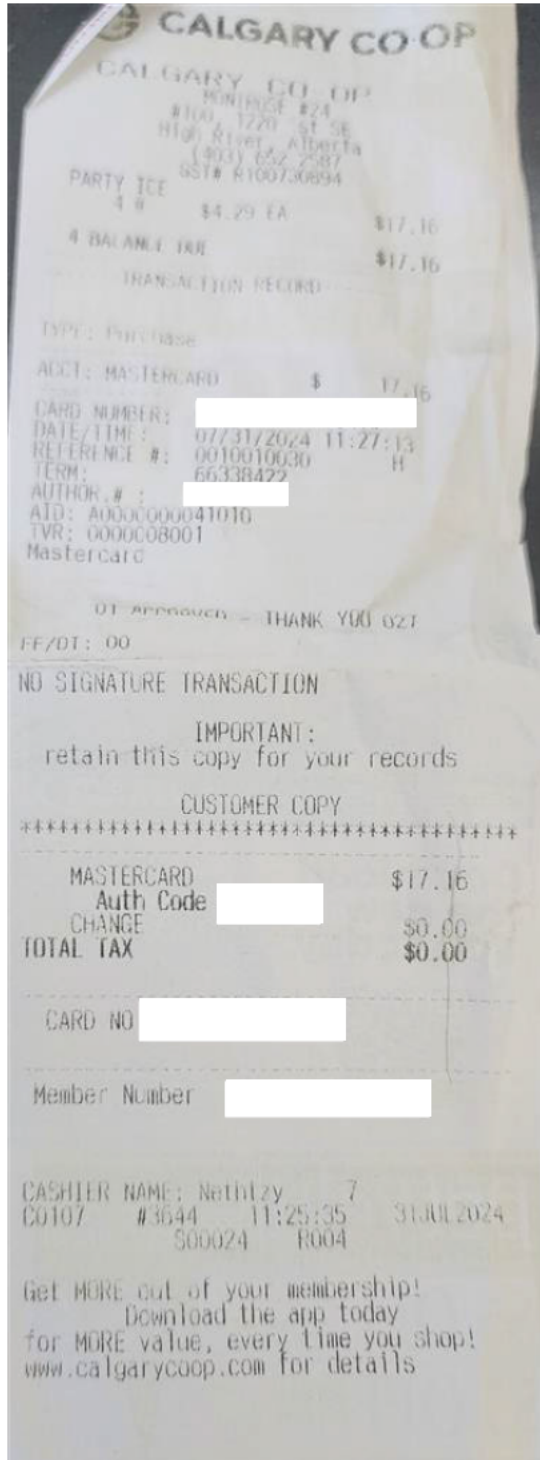 CALGARY CO-OP
CALGARY CO-OP
MONTROSE #24
#100, 1220 St SE
High River, Alberta
(403) 652 2587
GST# R100730894
PARTY ICE
4 @ $4.29 EA $17.16
4 BALANCE DUE $17.16
TRANSACTION RECORD
TYPE: Purchase
ACCT: MASTERCARD $ 17.16
CARD NUMBER:
DATE/TIME: 07/31/2024 11:27:13
REFERENCE #: 0010010030 H
TERM: 66338422
AUTHOR.# :
AID: A0000000041010
TVR: 0000008001
Mastercard
01 APPROVED - THANK YOU 027
FF/DT: 00
NO SIGNATURE TRANSACTION
IMPORTANT:
retain this copy for your records
CUSTOMER COPY
******************************************
MASTERCARD $17.16
Auth Code
CHANGE $0.00
TOTAL TAX $0.00
CARD NO
Member Number
CASHIER NAME: Nethtzy 7
C0107 #3644 11:25:35 31JUL2024
S00024 R004
Get MORE out of your membership!
Download the app today
for MORE value, every time you shop!
www.calgarycoop.com for details